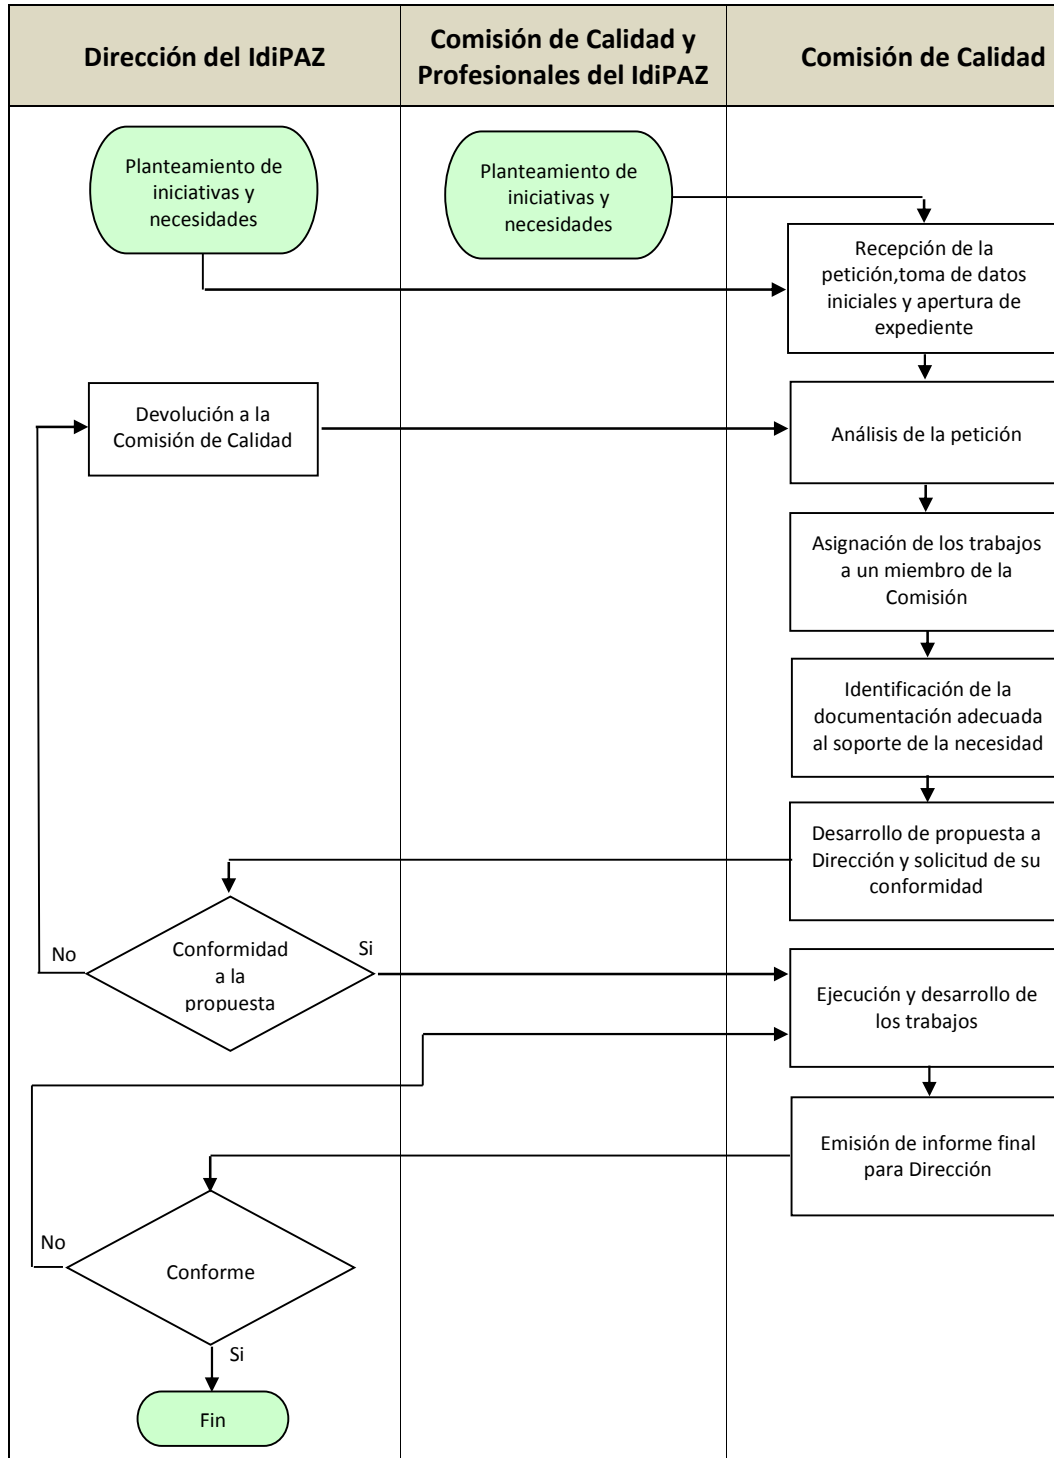 Dirección del IdiPAZ
Comisión de Calidad y
Profesionales del IdiPAZ
Comisión de Calidad
Planteamiento de
iniciativas y
necesidades
Planteamiento de
iniciativas y
necesidades
Recepción de la
petición,toma de datos
iniciales y apertura de
expediente
Devolución a la
Comisión de Calidad
Análisis de la petición
Asignación de los trabajos
a un miembro de la
Comisión
Identificación de la
documentación adecuada
al soporte de la necesidad
Desarrollo de propuesta a
Dirección y solicitud de su
conformidad
No
Conformidad
a la
propuesta
Si
Ejecución y desarrollo de
los trabajos
Emisión de informe final
para Dirección
No
Conforme
Si
Fin